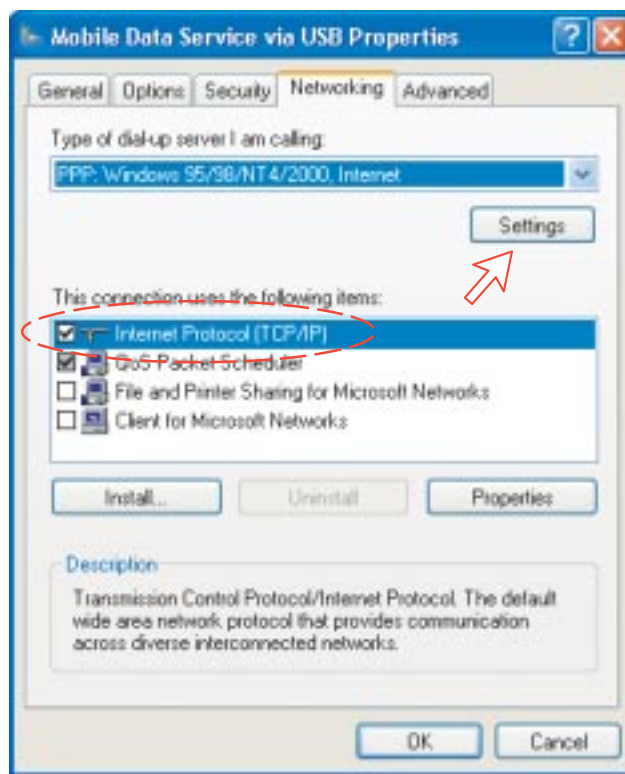 Mobile Data Service via USB Properties
General Options Security Networking Advanced
Type of dial-up server I am calling:
PPP: Windows 95/98/NT4/2000, Internet
Settings
This connection uses the following items:
Internet Protocol (TCP/IP)
QoS Packet Scheduler
File and Printer Sharing for Microsoft Networks
Client for Microsoft Networks
Install... Uninstall Properties
Description
Transmission Control Protocol/Internet Protocol. The default
wide area network protocol that provides communication
across diverse interconnected networks.
OK Cancel